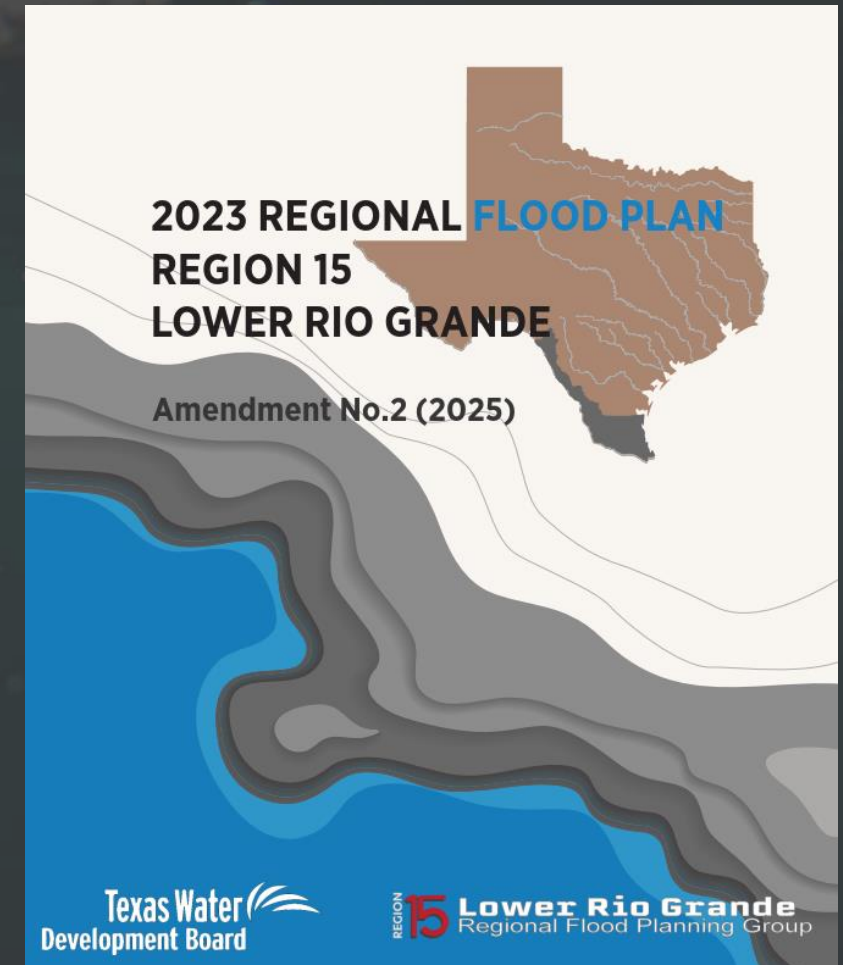 2023 REGIONAL FLOOD PLAN
REGION 15
LOWER RIO GRANDE
Amendment No.2 (2025)
Texas Water
Development Board
REGION 15 Lower Rio Grande
Regional Flood Planning Group